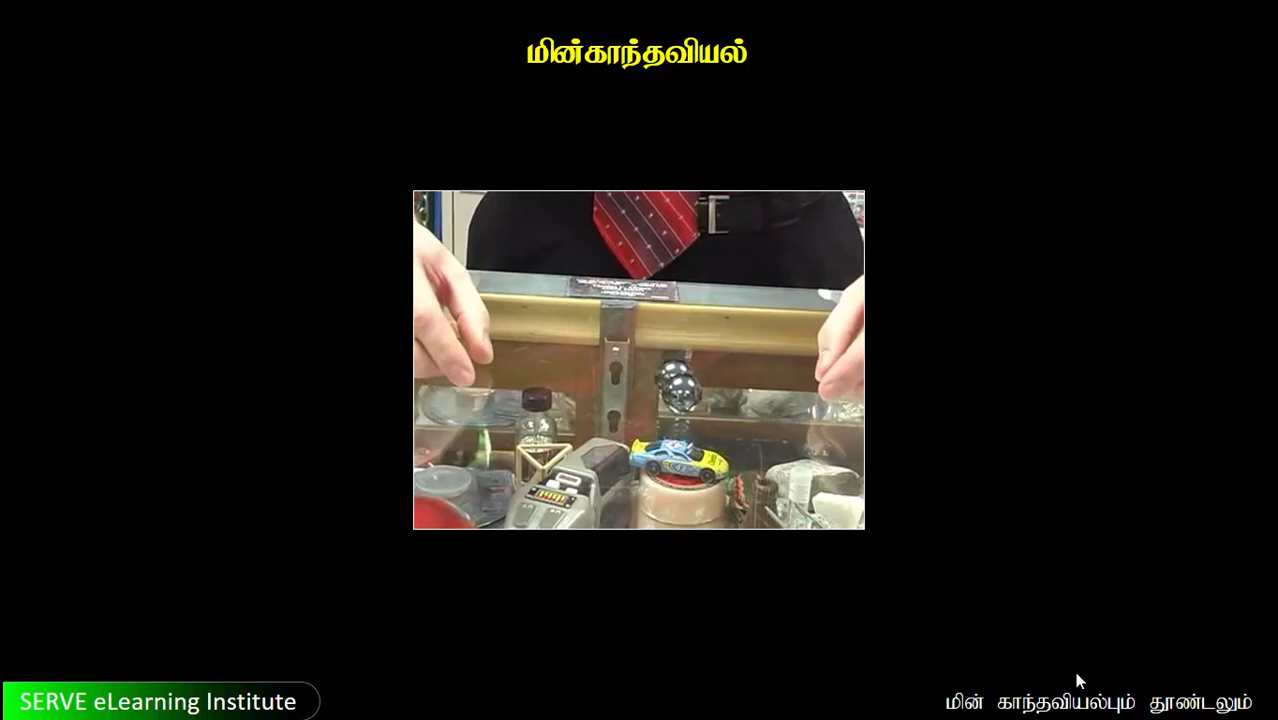 மின்காந்தவியல்
SERVE eLearning Institute
மின் காந்தவியல்பும் தூண்டலும்